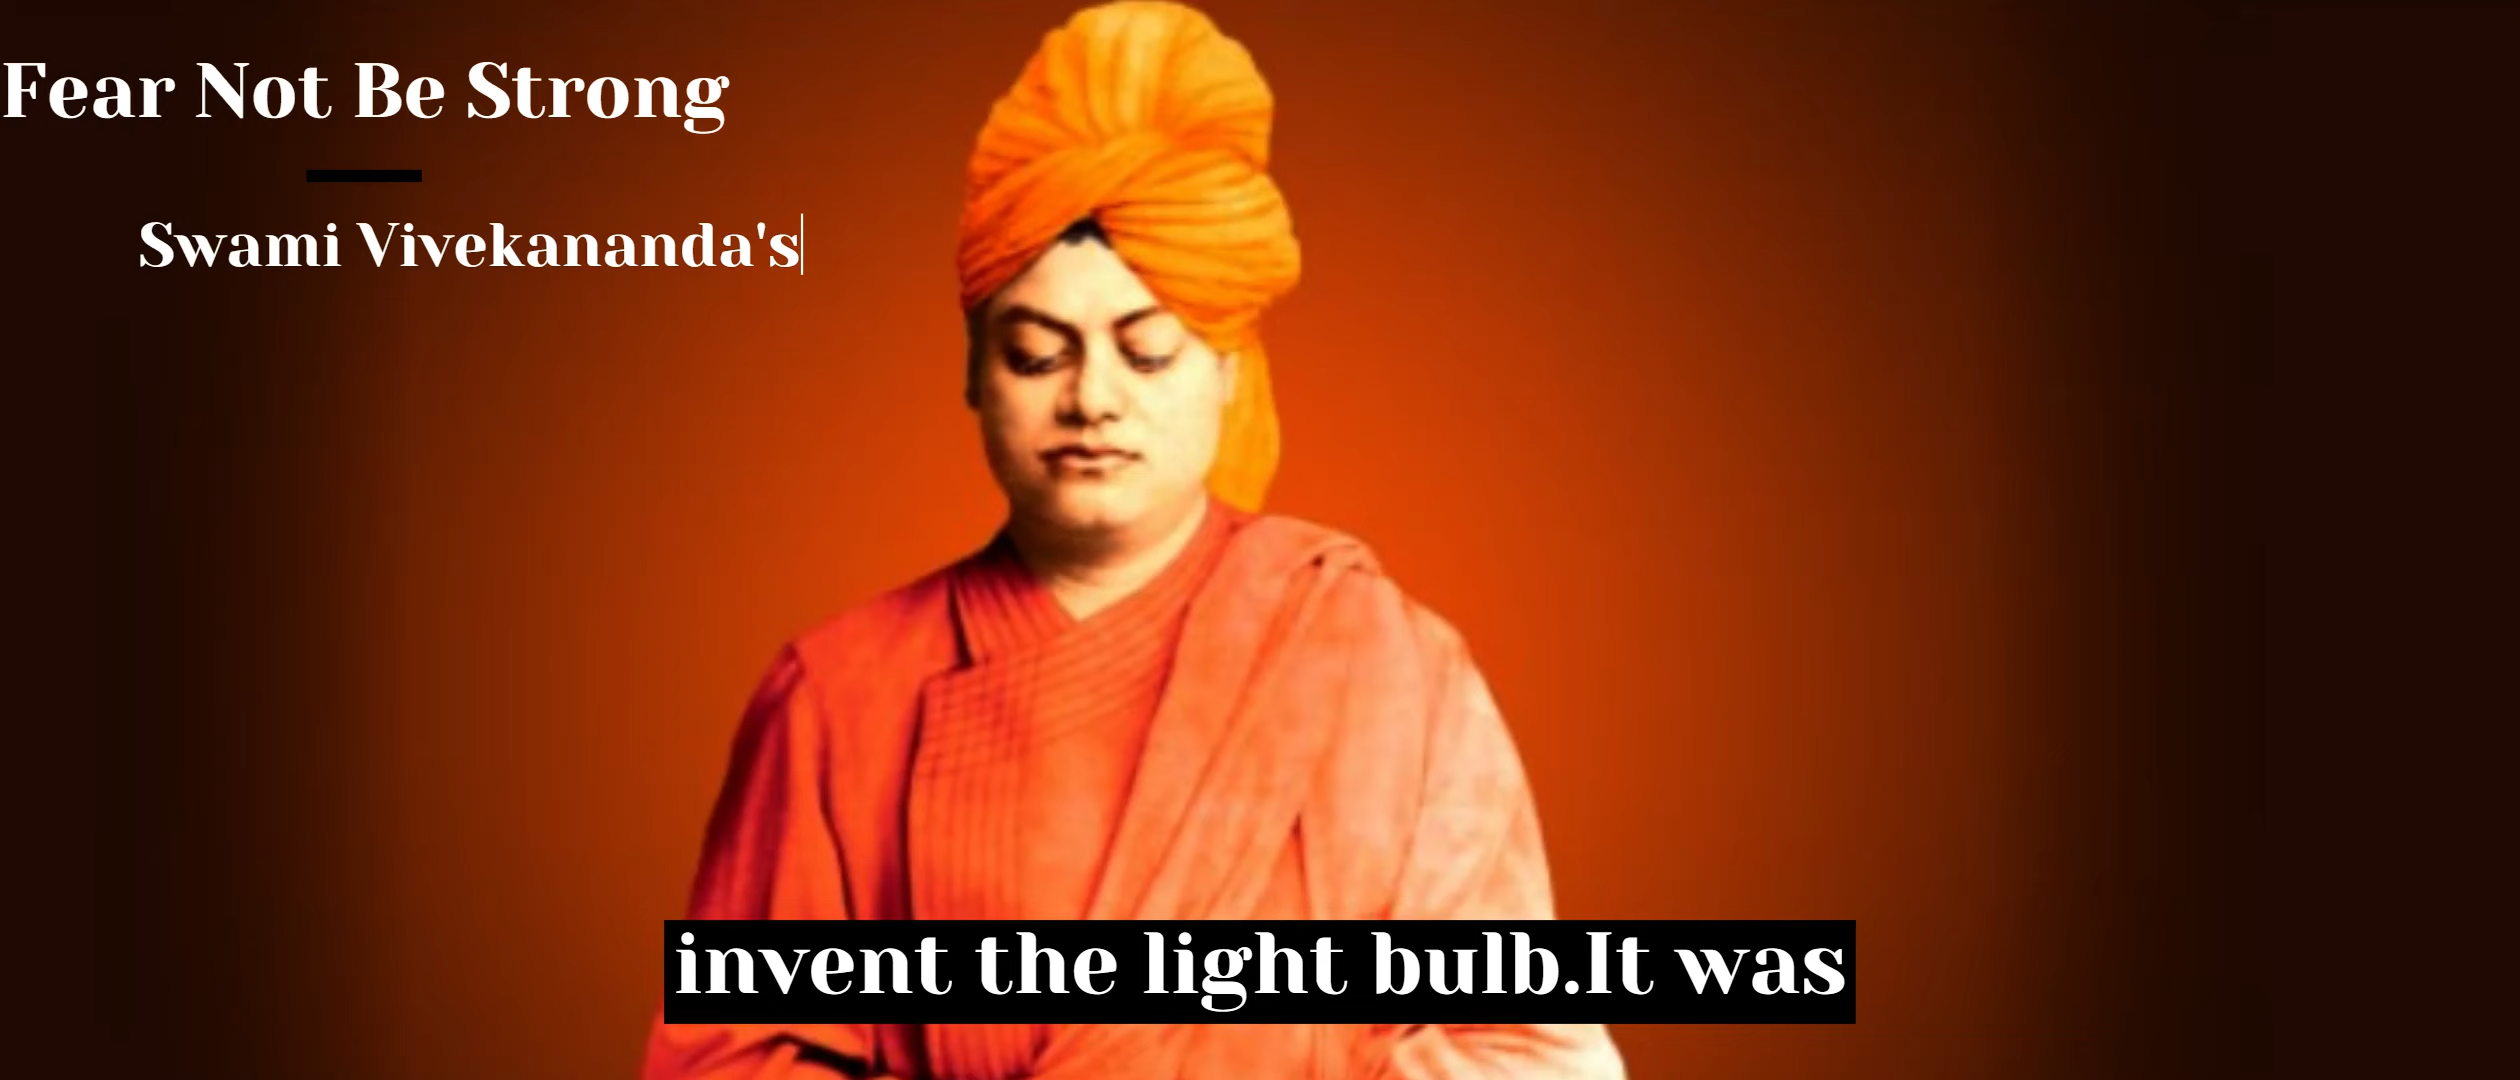 Fear Not Be Strong
Swami Vivekananda's
invent the light bulb.It was